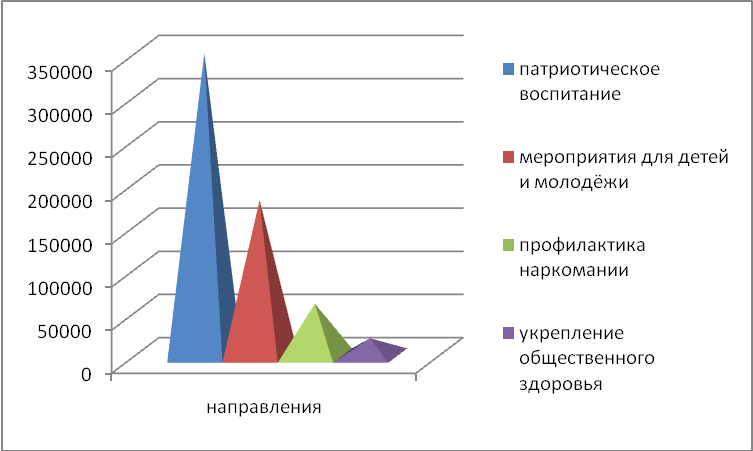 350000
300000
250000
200000
150000
100000
50000
0
направления
патриотическое
воспитание
мероприятия для детей
и молодёжи
профилактика
наркомании
укрепление
общественного
здоровья